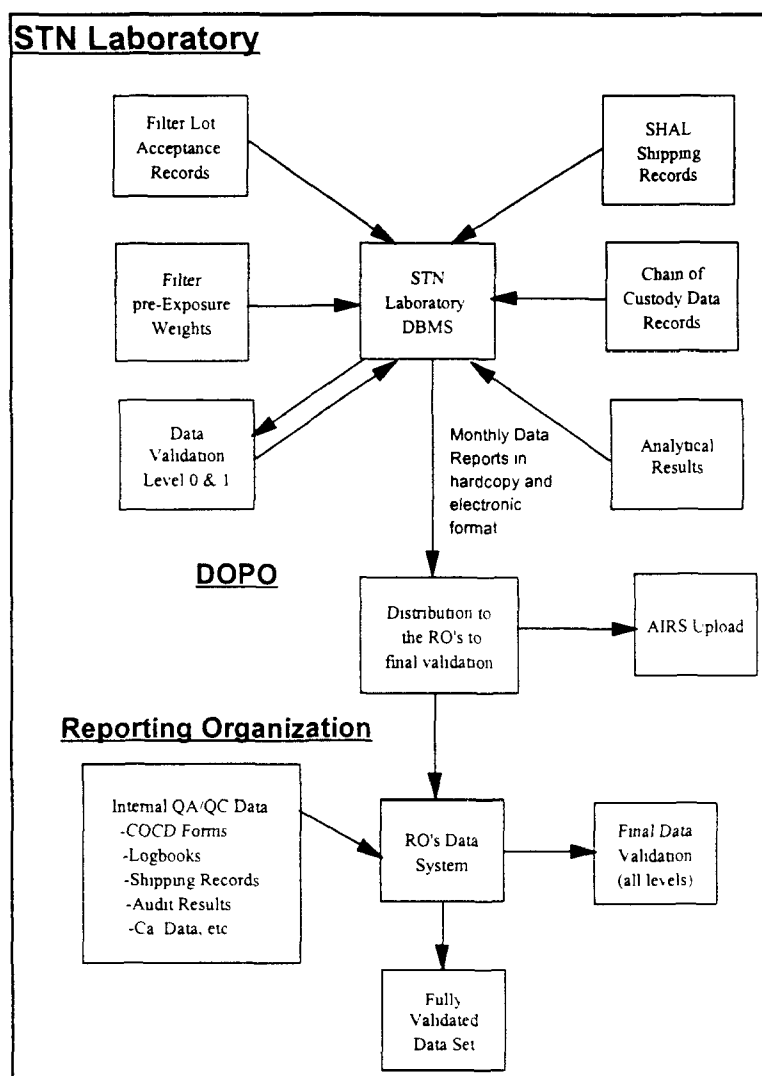 STN Laboratory
Filter Lot
Acceptance
Records
SHAL
Shipping
Records
Filter
pre-Exposure
Weights
STN
Laboratory
DBMS
Chain of
Custody Data
Records
Data
Validation
Level 0 & 1
Monthly Data
Reports in
hardcopy and
electronic
format
Analytical
Results
DOPO
Distribution to
the RO's to
final validation
AIRS Upload
Reporting Organization
Internal QA/QC Data
-COCD Forms
-Logbooks
-Shipping Records
-Audit Results
-Ca Data, etc
RO's Data
System
Final Data
Validation
(all levels)
Fully
Validated
Data Set